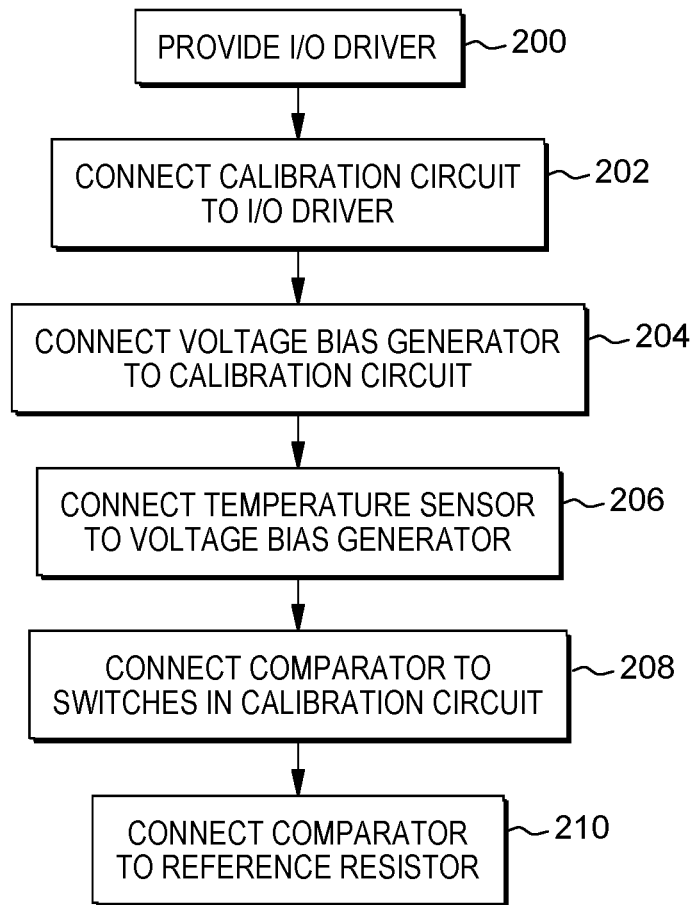 PROVIDE I/O DRIVER
200
CONNECT CALIBRATION CIRCUIT
TO I/O DRIVER
202
CONNECT VOLTAGE BIAS GENERATOR
TO CALIBRATION CIRCUIT
204
CONNECT TEMPERATURE SENSOR
TO VOLTAGE BIAS GENERATOR
206
CONNECT COMPARATOR TO
SWITCHES IN CALIBRATION CIRCUIT
208
CONNECT COMPARATOR
TO REFERENCE RESISTOR
210